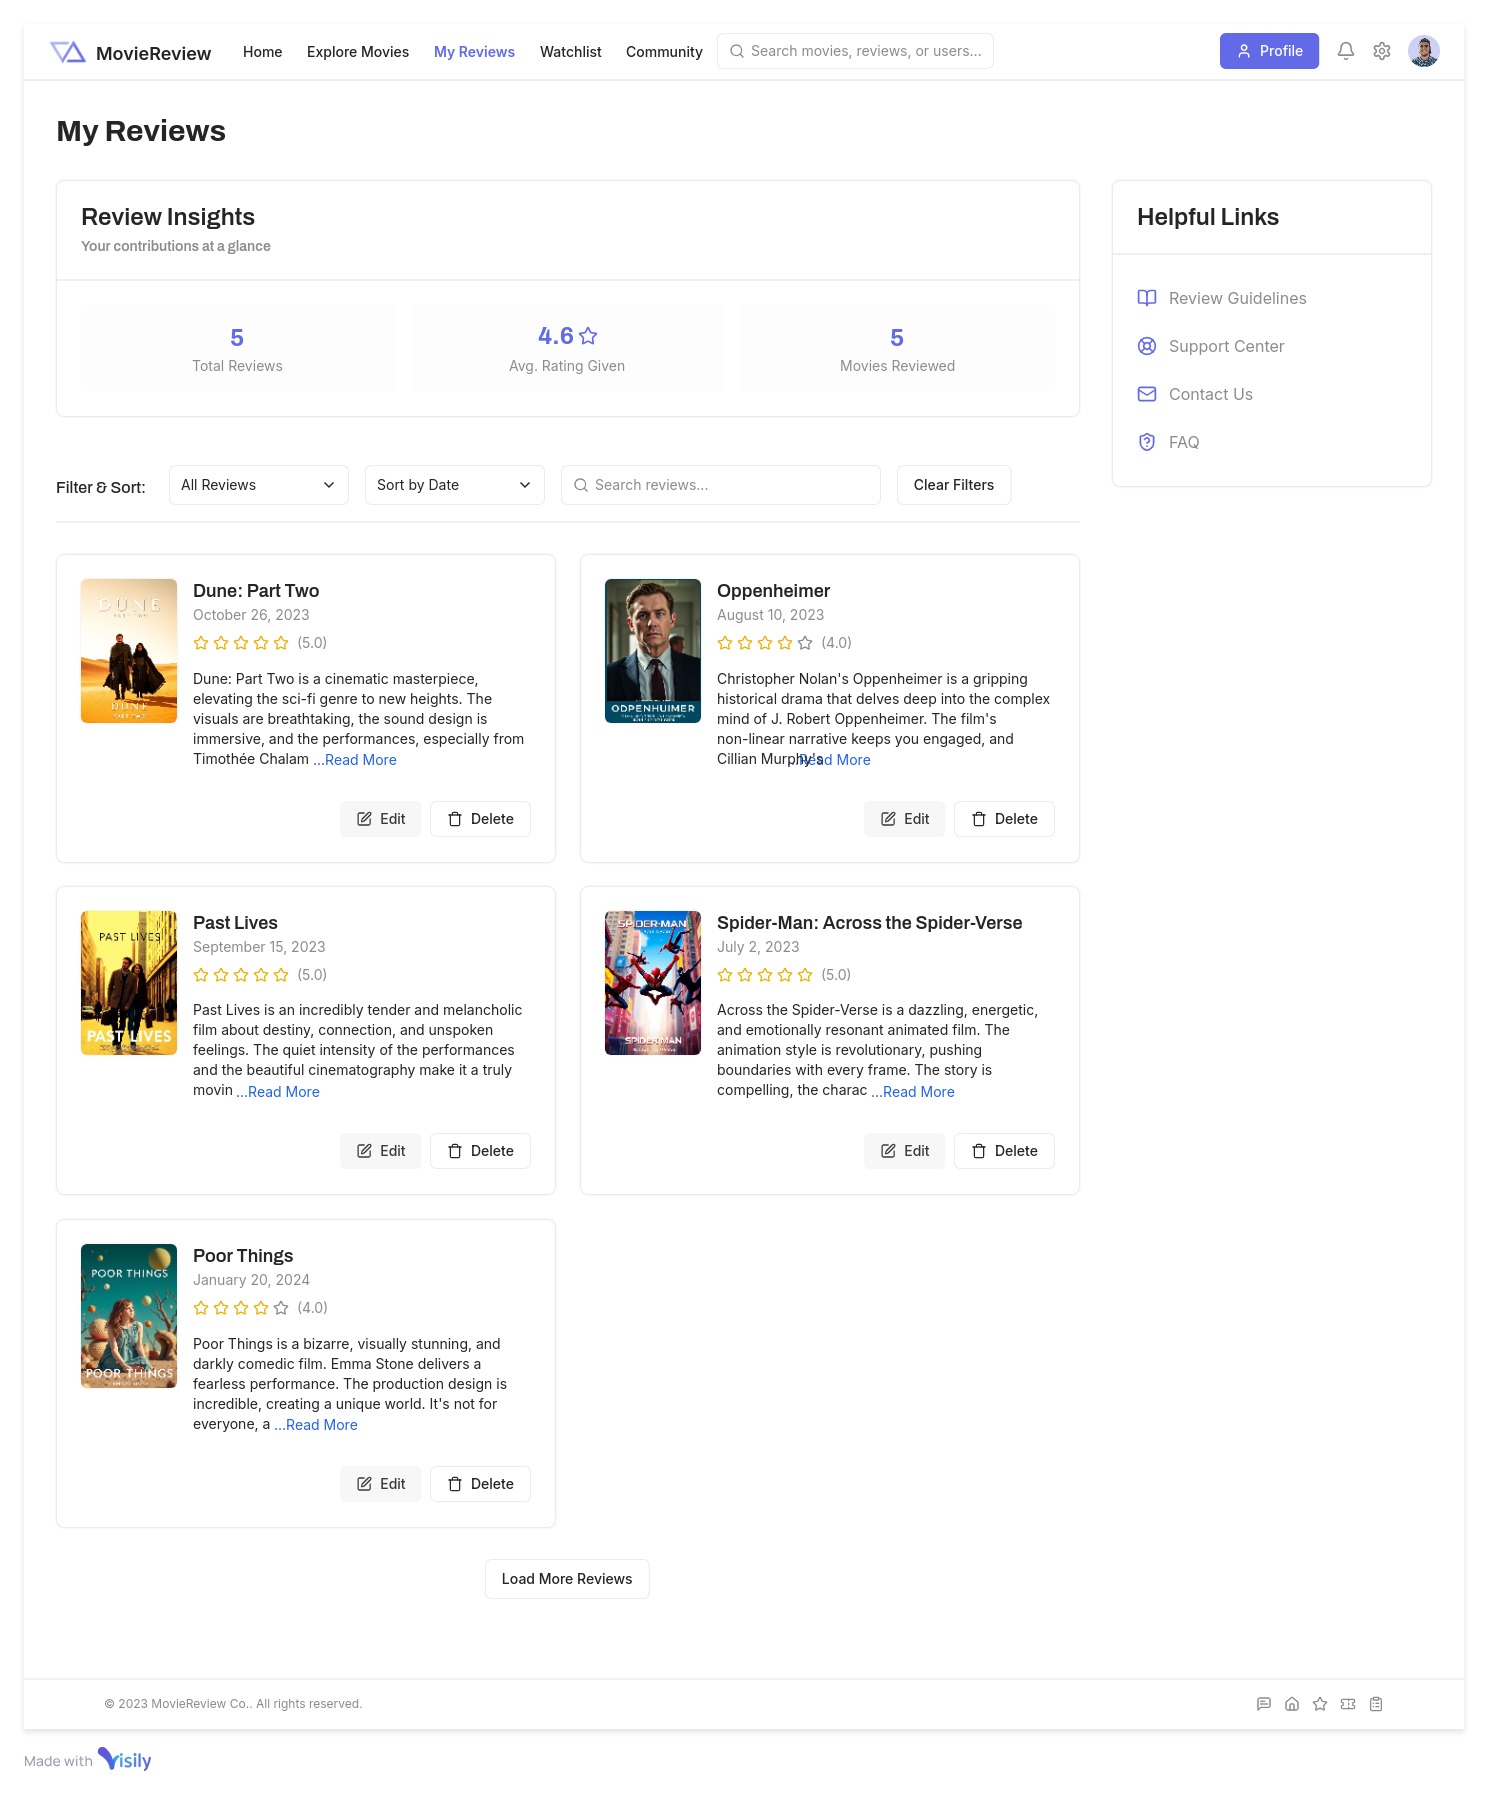 MovieReview
Home
Explore Movies
My Reviews
Watchlist
Community
Search movies, reviews, or users...
Profile
My Reviews
Review Insights
Your contributions at a glance
5
Total Reviews
4.6
Avg. Rating Given
5
Movies Reviewed
Helpful Links
Review Guidelines
Support Center
Contact Us
FAQ
Filter & Sort:
All Reviews
Sort by Date
Search reviews...
Clear Filters
DUNE
PART TWO
DUNE
PART TWO
Dune: Part Two
October 26, 2023
(5.0)
Dune: Part Two is a cinematic masterpiece,
elevating the sci-fi genre to new heights. The
visuals are breathtaking, the sound design is
immersive, and the performances, especially from
Timothée Chalam ...Read More
Edit
Delete
ODPENHUIMER
Oppenheimer
August 10, 2023
(4.0)
Christopher Nolan's Oppenheimer is a gripping
historical drama that delves deep into the complex
mind of J. Robert Oppenheimer. The film's
non-linear narrative keeps you engaged, and
Cillian Murphy's ...Read More
Edit
Delete
PAST LIVES
PAST LIVES
Past Lives
September 15, 2023
(5.0)
Past Lives is an incredibly tender and melancholic
film about destiny, connection, and unspoken
feelings. The quiet intensity of the performances
and the beautiful cinematography make it a truly
movin ...Read More
Edit
Delete
SPIDER-MAN
SPIDERMAN
Spider-Man: Across the Spider-Verse
July 2, 2023
(5.0)
Across the Spider-Verse is a dazzling, energetic,
and emotionally resonant animated film. The
animation style is revolutionary, pushing
boundaries with every frame. The story is
compelling, the charac ...Read More
Edit
Delete
POOR THINGS
POOR THINGS
Poor Things
January 20, 2024
(4.0)
Poor Things is a bizarre, visually stunning, and
darkly comedic film. Emma Stone delivers a
fearless performance. The production design is
incredible, creating a unique world. It's not for
everyone, a ...Read More
Edit
Delete
Load More Reviews
© 2023 MovieReview Co.. All rights reserved.
Made with Visily